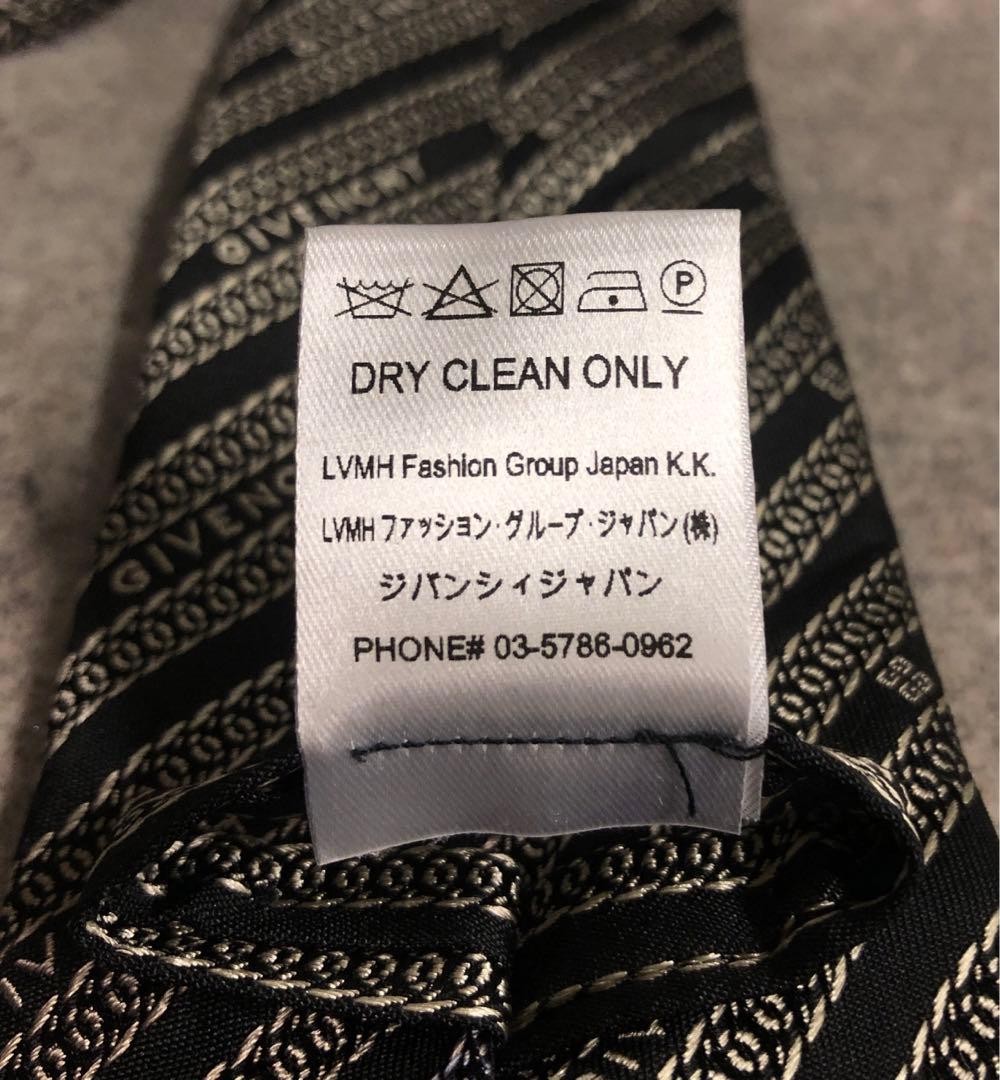 GIVENCHY
P
DRY CLEAN ONLY
LVMH Fashion Group Japan K.K.
LVMH ファッション・グループ・ジャパン(株)
ジバンシィジャパン
PHONE# 03-5786-0962